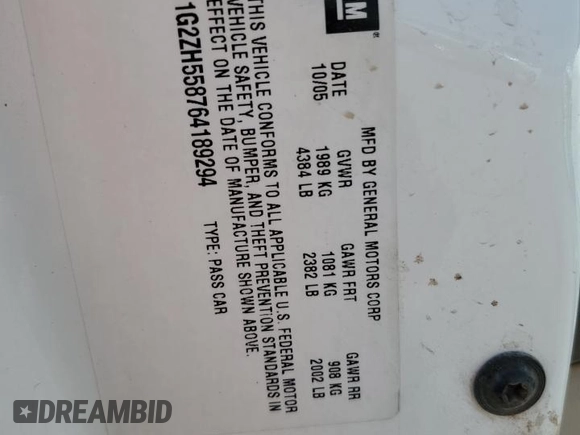 GM®
MFD BY GENERAL MOTORS CORP
DATE GVWR GAWR FRT GAWR RR
10/05 1989 KG 1081 KG 908 KG
4384 LB 2382 LB 2002 LB
THIS VEHICLE CONFORMS TO ALL APPLICABLE U.S. FEDERAL MOTOR
VEHICLE SAFETY, BUMPER, AND THEFT PREVENTION STANDARDS IN
EFFECT ON THE DATE OF MANUFACTURE SHOWN ABOVE.
1G2ZH558764189294 TYPE: PASS CAR
DREAMBID